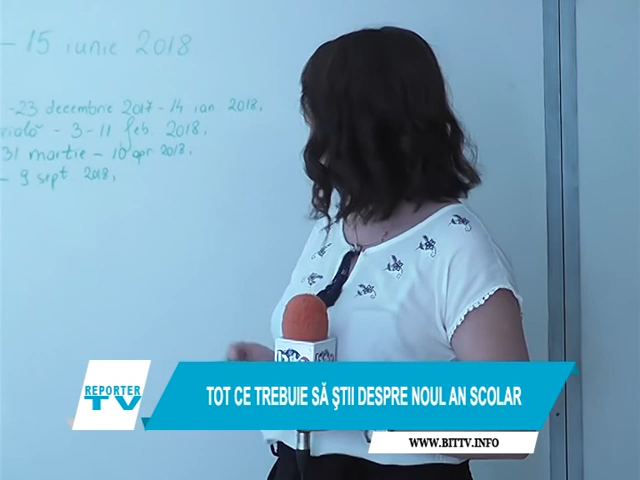 - 15 iunie 2018
- 23 decembrie 2017 - 14 ian 2018,
- 3 - 11 feb 2018,
31 martie - 10 apr 2018,
- 9 sept 2018,
REPORTER
TV
TOT CE TREBUIE SĂ ŞTII DESPRE NOUL AN SCOLAR
WWW.BITTV.INFO